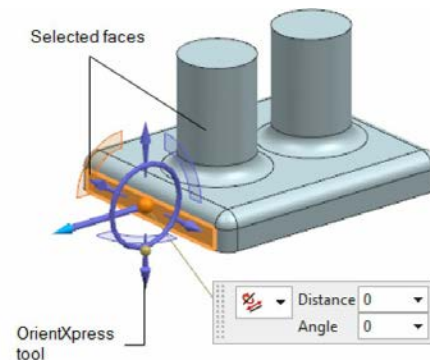 Selected faces
Distance 0
Angle 0
OrientXpress
tool